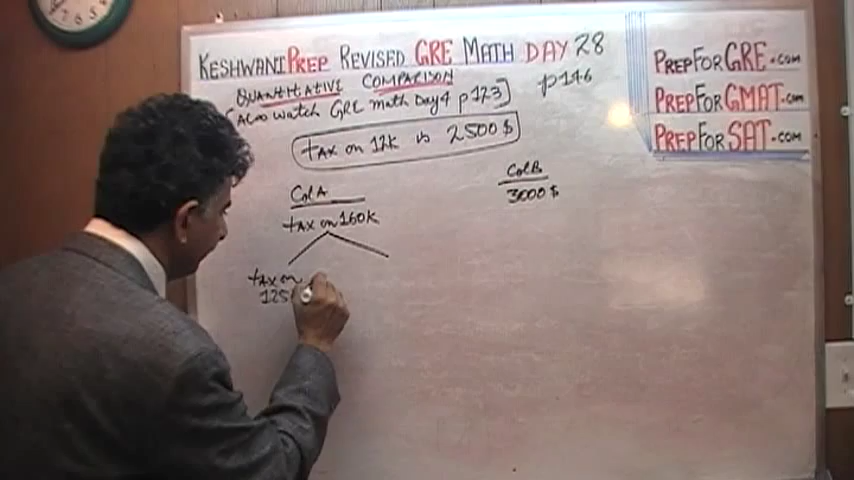 KESHWANIPREP REVISED GRE MATH DAY 28
QUANTITATIVE COMPARISON
(ALSO WATCH GRE MATH DAY 4 p123]
p146
tax on 12k is 2500$
Col A
tax on 160k
tax on
125
Col B
3000$
PREPFORGRE.COM
PREPFORGMAT.COM
PREPFORSAT.COM